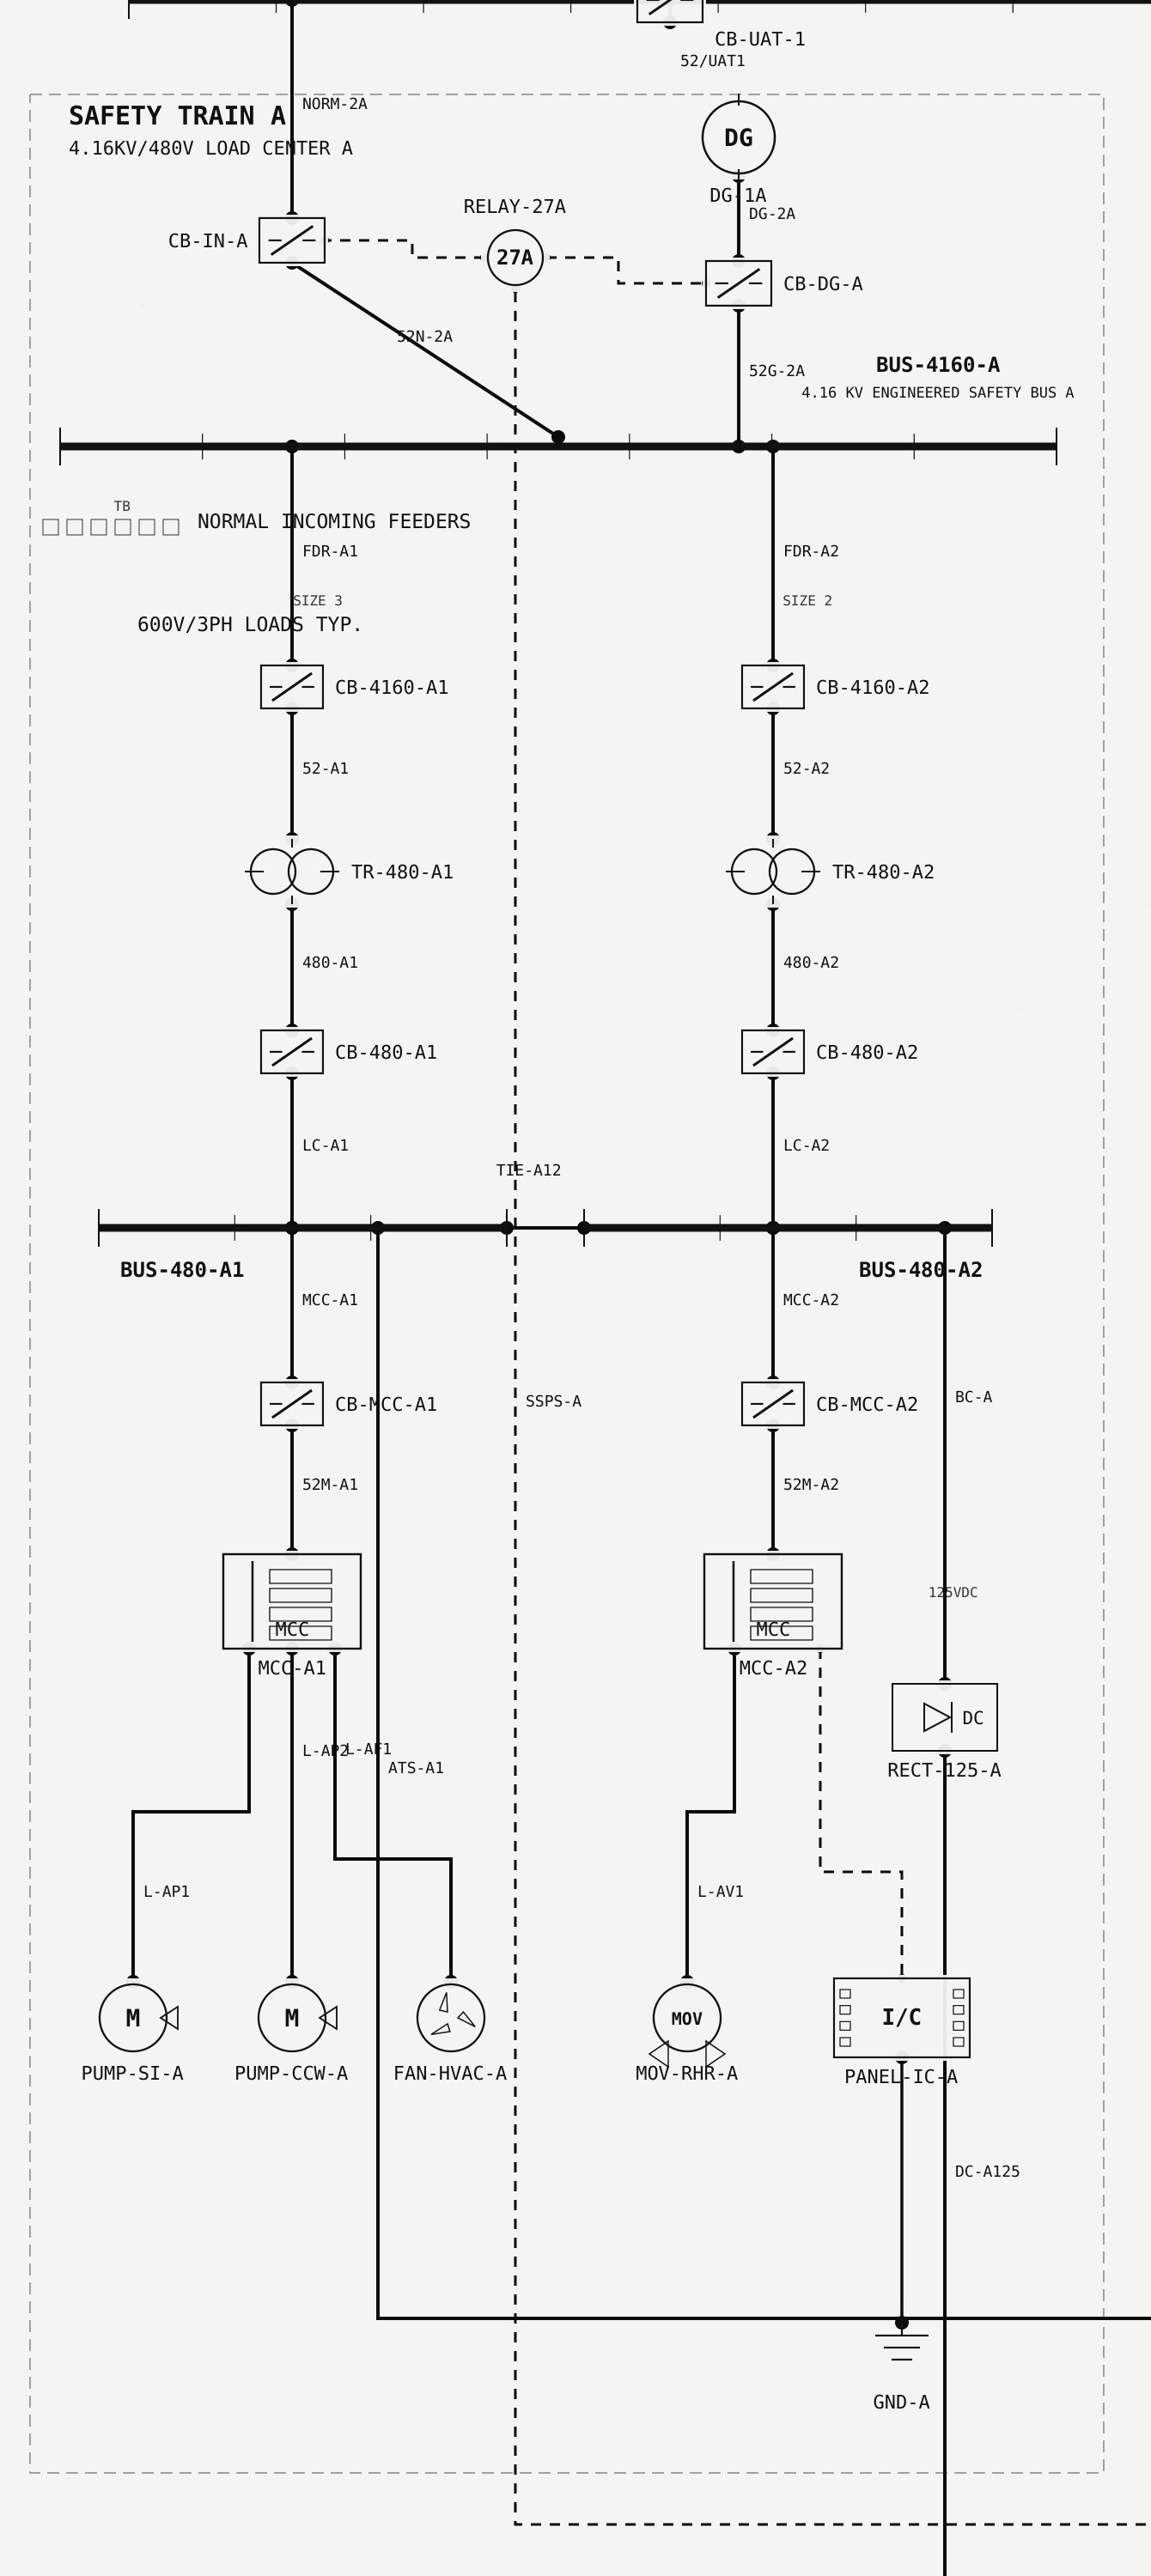 CB-UAT-1
52/UAT1
NORM-2A
SAFETY TRAIN A
4.16KV/480V LOAD CENTER A
DG
DG-1A
DG-2A
RELAY-27A
CB-IN-A
27A
CB-DG-A
52N-2A
52G-2A
BUS-4160-A
4.16 KV ENGINEERED SAFETY BUS A
TB
NORMAL INCOMING FEEDERS
FDR-A1
FDR-A2
SIZE 3
SIZE 2
600V/3PH LOADS TYP.
CB-4160-A1
CB-4160-A2
52-A1
52-A2
TR-480-A1
TR-480-A2
480-A1
480-A2
CB-480-A1
CB-480-A2
LC-A1
LC-A2
TIE-A12
BUS-480-A1
BUS-480-A2
MCC-A1
MCC-A2
CB-MCC-A1
SSPS-A
CB-MCC-A2
BC-A
52M-A1
52M-A2
125VDC
MCC
MCC
MCC-A1
MCC-A2
DC
RECT-125-A
L-AP2
L-AF1
ATS-A1
L-AP1
L-AV1
M
M
MOV
I/C
PUMP-SI-A
PUMP-CCW-A
FAN-HVAC-A
MOV-RHR-A
PANEL-IC-A
DC-A125
GND-A